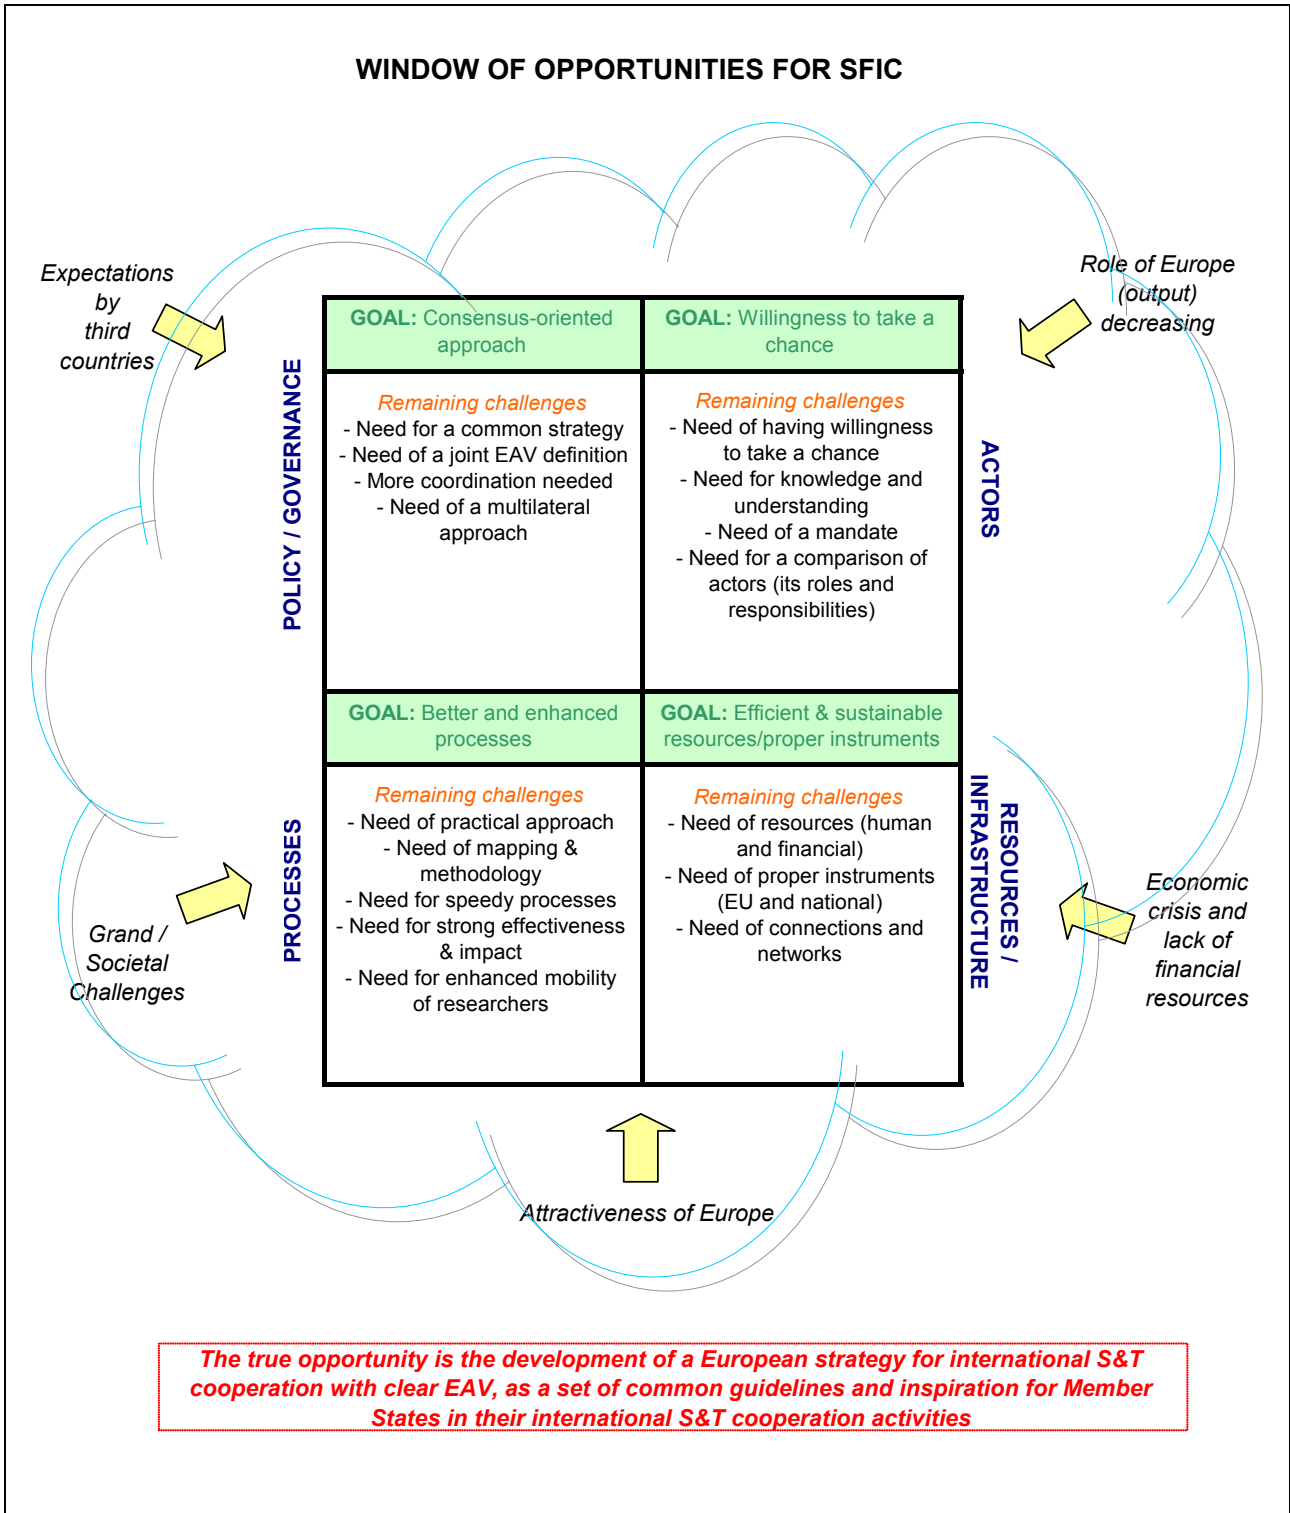 WINDOW OF OPPORTUNITIES FOR SFIC
Expectations
by
third
countries
Role of Europe
(output)
decreasing
POLICY / GOVERNANCE
GOAL: Consensus-oriented
approach
Remaining challenges
- Need for a common strategy
- Need of a joint EAV definition
- More coordination needed
- Need of a multilateral
approach
GOAL: Willingness to take a
chance
Remaining challenges
- Need of having willingness
to take a chance
- Need for knowledge and
understanding
- Need of a mandate
- Need for a comparison of
actors (its roles and
responsibilities)
ACTORS
PROCESSES
GOAL: Better and enhanced
processes
Remaining challenges
- Need of practical approach
- Need of mapping &
methodology
- Need for speedy processes
- Need for strong effectiveness
& impact
- Need for enhanced mobility
of researchers
GOAL: Efficient & sustainable
resources/proper instruments
Remaining challenges
- Need of resources (human
and financial)
- Need of proper instruments
(EU and national)
- Need of connections and
networks
RESOURCES /
INFRASTRUCTURE
Grand /
Societal
Challenges
Economic
crisis and
lack of
financial
resources
Attractiveness of Europe
The true opportunity is the development of a European strategy for international S&T
cooperation with clear EAV, as a set of common guidelines and inspiration for Member
States in their international S&T cooperation activities